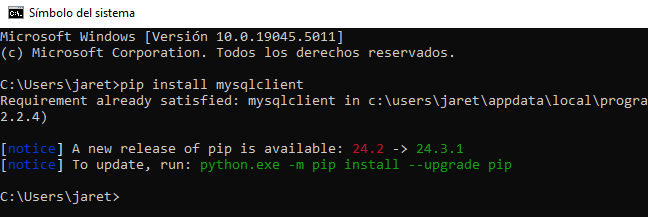 Símbolo del sistema
Microsoft Windows [Versión 10.0.19045.5011]
(c) Microsoft Corporation. Todos los derechos reservados.
C:\Users\jaret>pip install mysqlclient
Requirement already satisfied: mysqlclient in c:\users\jaret\appdata\local\progra
2.2.4)
[notice] A new release of pip is available: 24.2 -> 24.3.1
[notice] To update, run: python.exe -m pip install --upgrade pip
C:\Users\jaret>